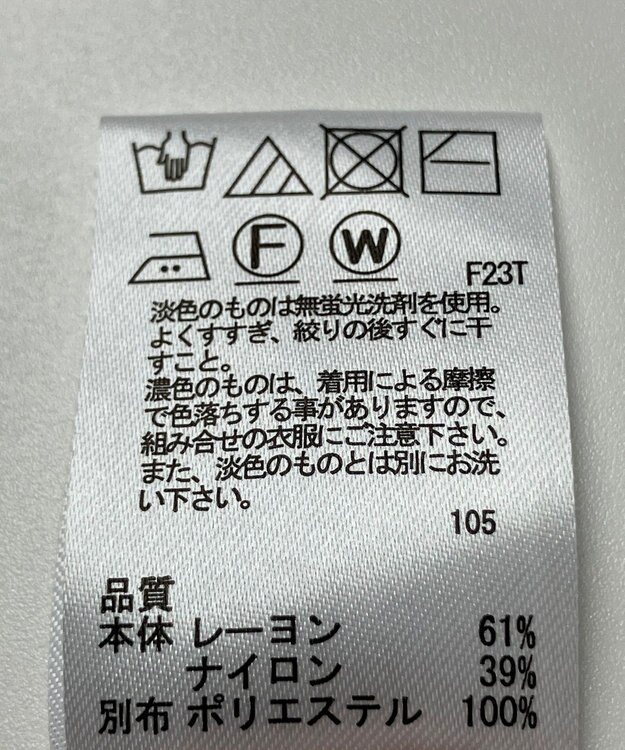 F W F23T
淡色のものは無蛍光洗剤を使用。
よくすすぎ、絞りの後すぐに干
すこと。
濃色のものは、着用による摩擦
で色落ちする事がありますので、
組み合せの衣服にご注意下さい。
また、淡色のものとは別にお洗
い下さい。
105
品質
本体 レーヨン 61%
ナイロン 39%
別布 ポリエステル 100%